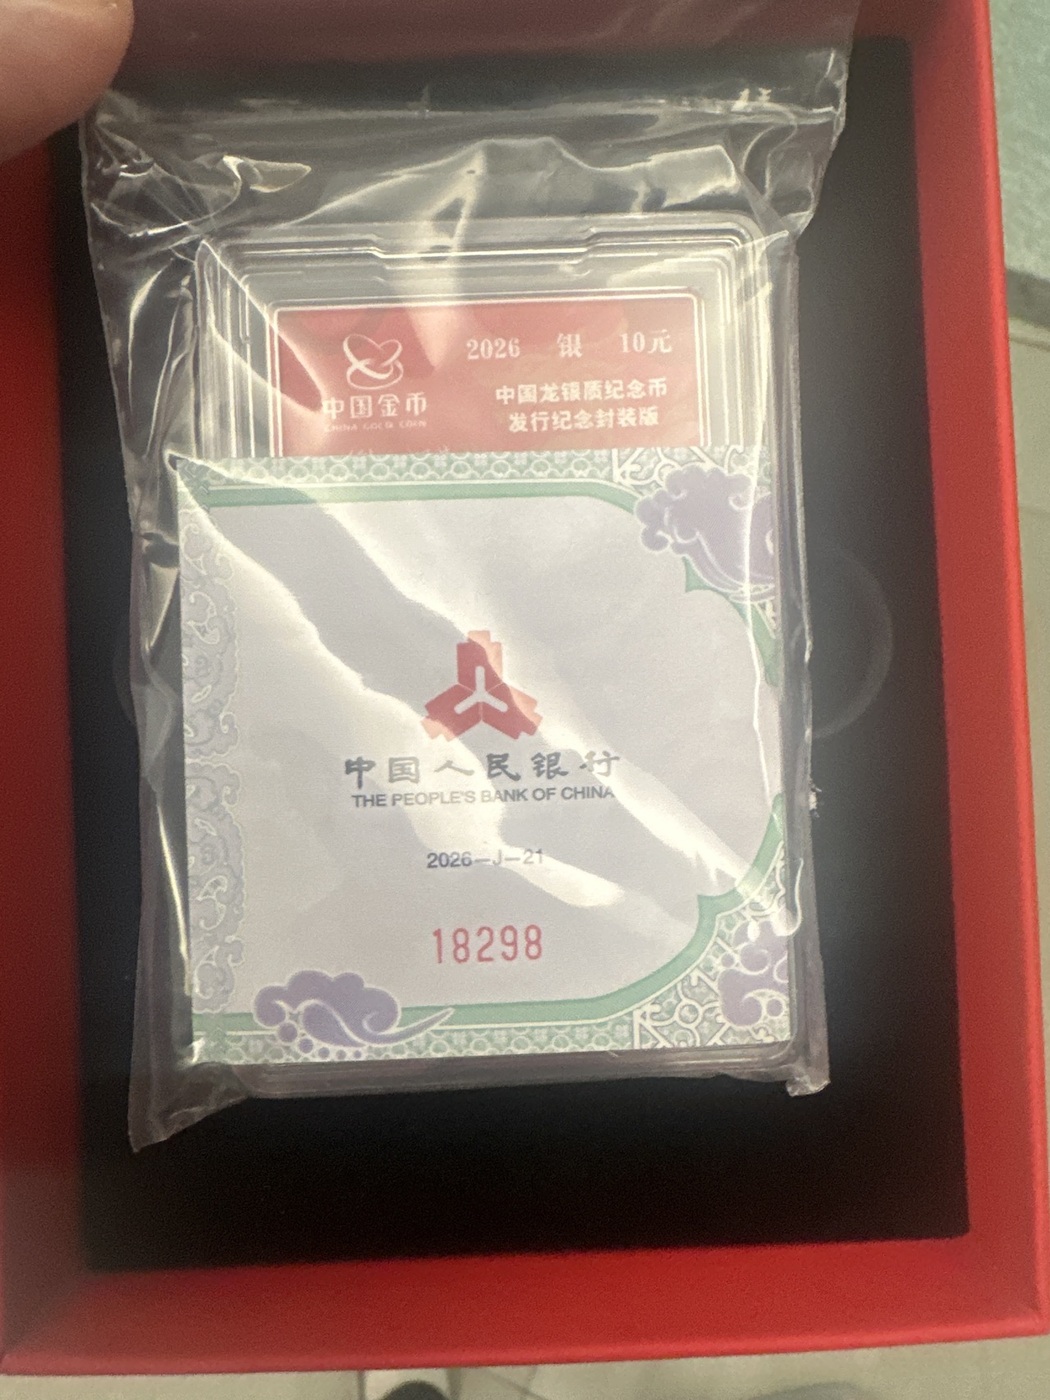 2026 银 10元
中国金币
CHINA GOLD COIN
中国龙银质纪念币
发行纪念封装版
中国人民银行
THE PEOPLE'S BANK OF CHINA
2026—J—21
18298